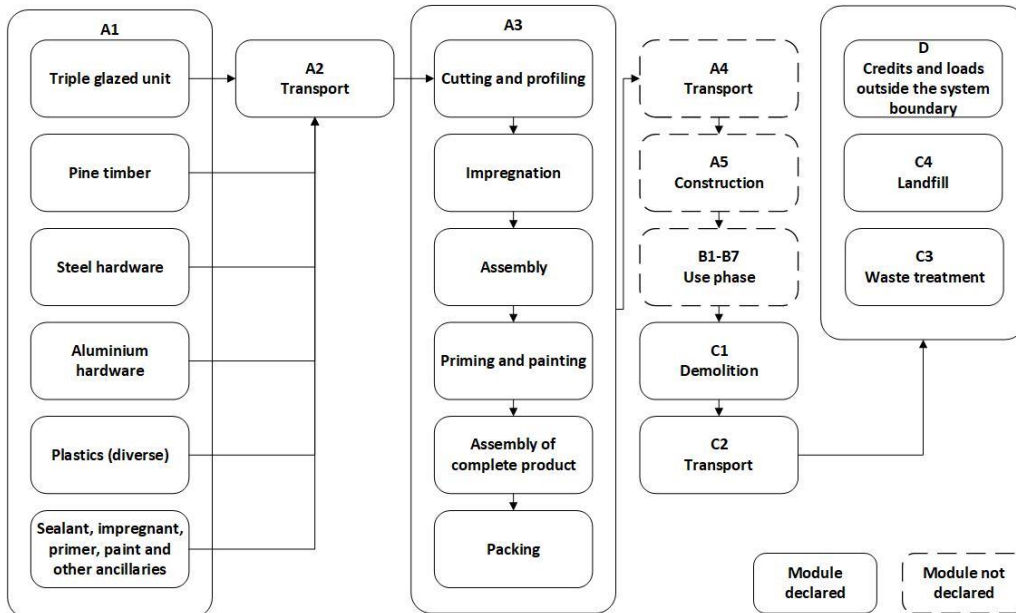 A1
Triple glazed unit
Pine timber
Steel hardware
Aluminium
hardware
Plastics (diverse)
Sealant, impregnant,
primer, paint and
other ancillaries
A2
Transport
A3
Cutting and profiling
Impregnation
Assembly
Priming and painting
Assembly of
complete product
Packing
A4
Transport
A5
Construction
B1-B7
Use phase
C1
Demolition
C2
Transport
D
Credits and loads
outside the system
boundary
C4
Landfill
C3
Waste treatment
Module
declared
Module not
declared